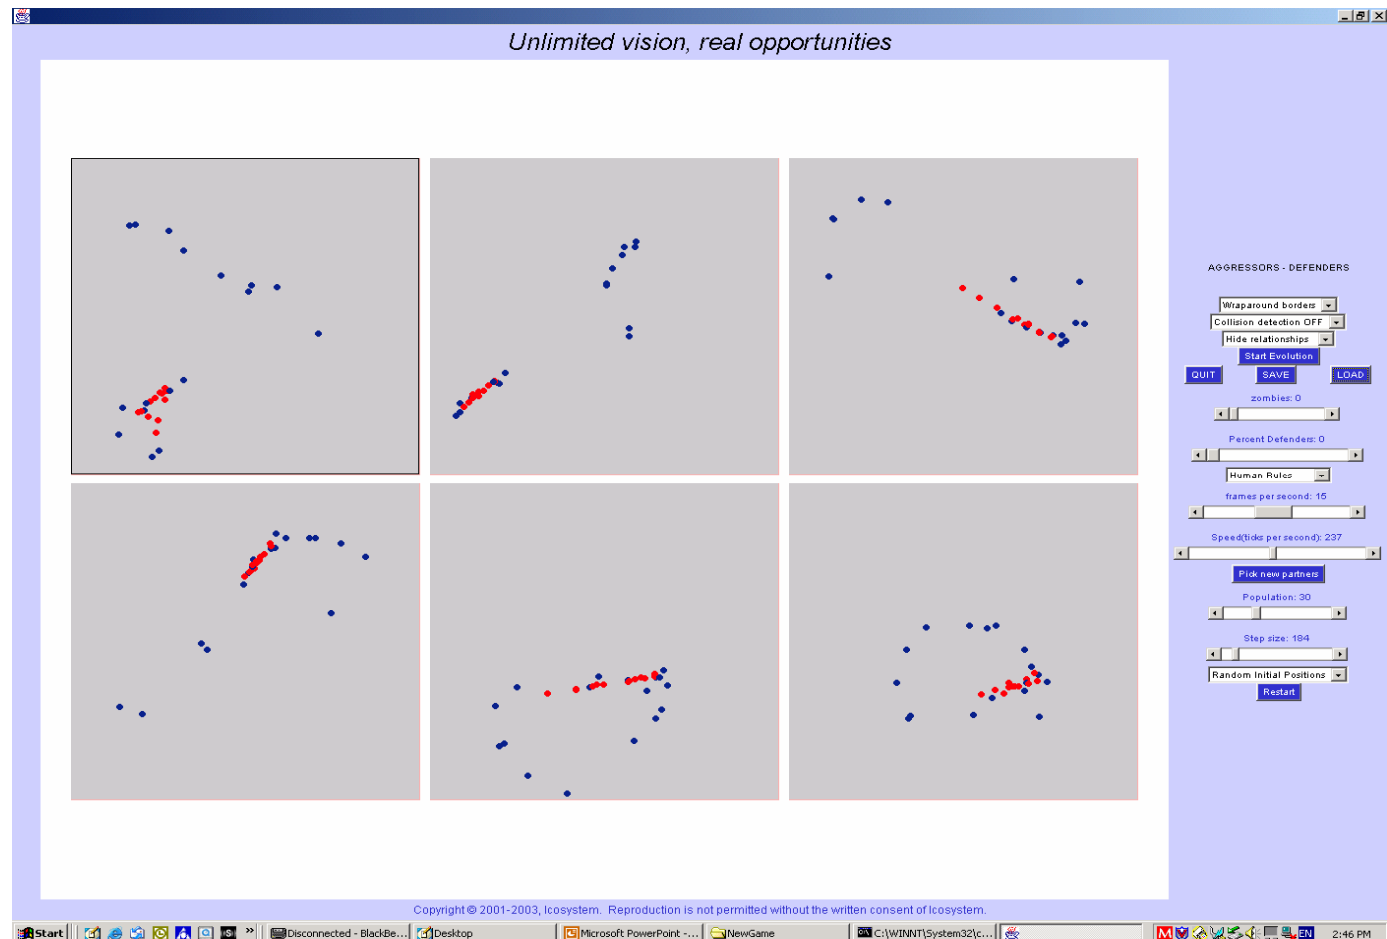 Unlimited vision, real opportunities
AGGRESSORS - DEFENDERS
Wraparound borders
Collision detection OFF
Hide relationships
Start Evolution
QUIT SAVE LOAD
zombies: 0
Percent Defenders: 0
Human Rules
frames per second: 15
Speed(ticks per second): 237
Pick new partners
Population: 30
Step size: 184
Random Initial Positions
Restart
Copyright © 2001-2003, Icosystem. Reproduction is not permitted without the written consent of Icosystem.
Start » Disconnected - BlackBe... Desktop Microsoft PowerPoint -... NewGame C:\WINNT\System32\c... EN 2:46 PM